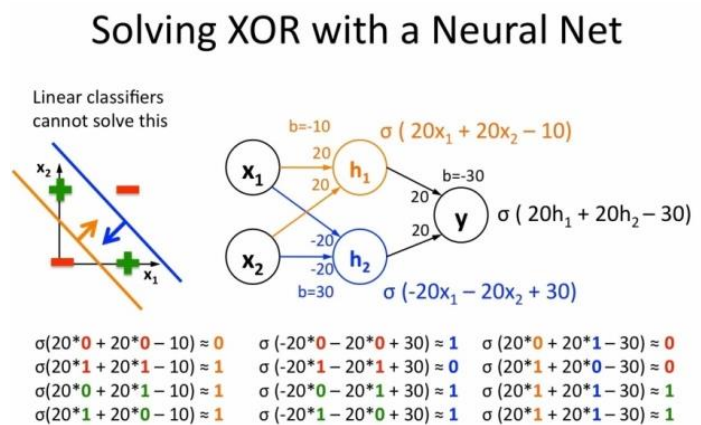 Solving XOR with a Neural Net
Linear classifiers
cannot solve this
x₂
x₁
b=-10
σ ( 20x₁ + 20x₂ – 10)
20
20
x₁
h₁
b=-30
20
20
y
σ ( 20h₁ + 20h₂ – 30)
x₂
-20
-20
h₂
b=30
σ (-20x₁ – 20x₂ + 30)
σ(20*0 + 20*0 – 10) ≈ 0
σ(20*1 + 20*1 – 10) ≈ 1
σ(20*0 + 20*1 – 10) ≈ 1
σ(20*1 + 20*0 – 10) ≈ 1
σ (-20*0 – 20*0 + 30) ≈ 1
σ (-20*1 – 20*1 + 30) ≈ 0
σ (-20*0 – 20*1 + 30) ≈ 1
σ (-20*1 – 20*0 + 30) ≈ 1
σ (20*0 + 20*1 – 30) ≈ 0
σ (20*1 + 20*0 – 30) ≈ 0
σ (20*1 + 20*1 – 30) ≈ 1
σ (20*1 + 20*1 – 30) ≈ 1